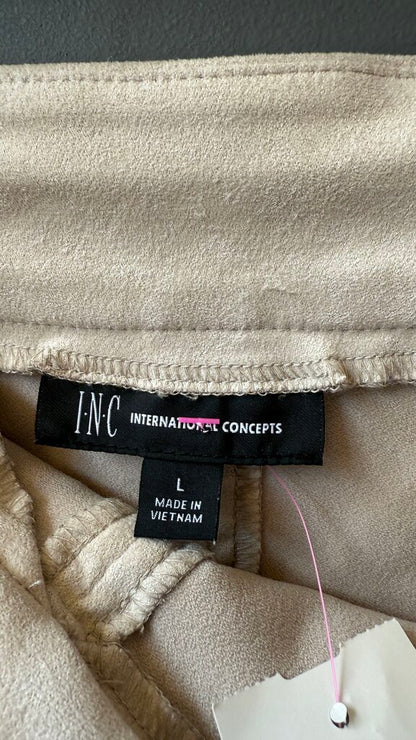 I·N·C INTERNATIONAL CONCEPTS
L
MADE IN
VIETNAM